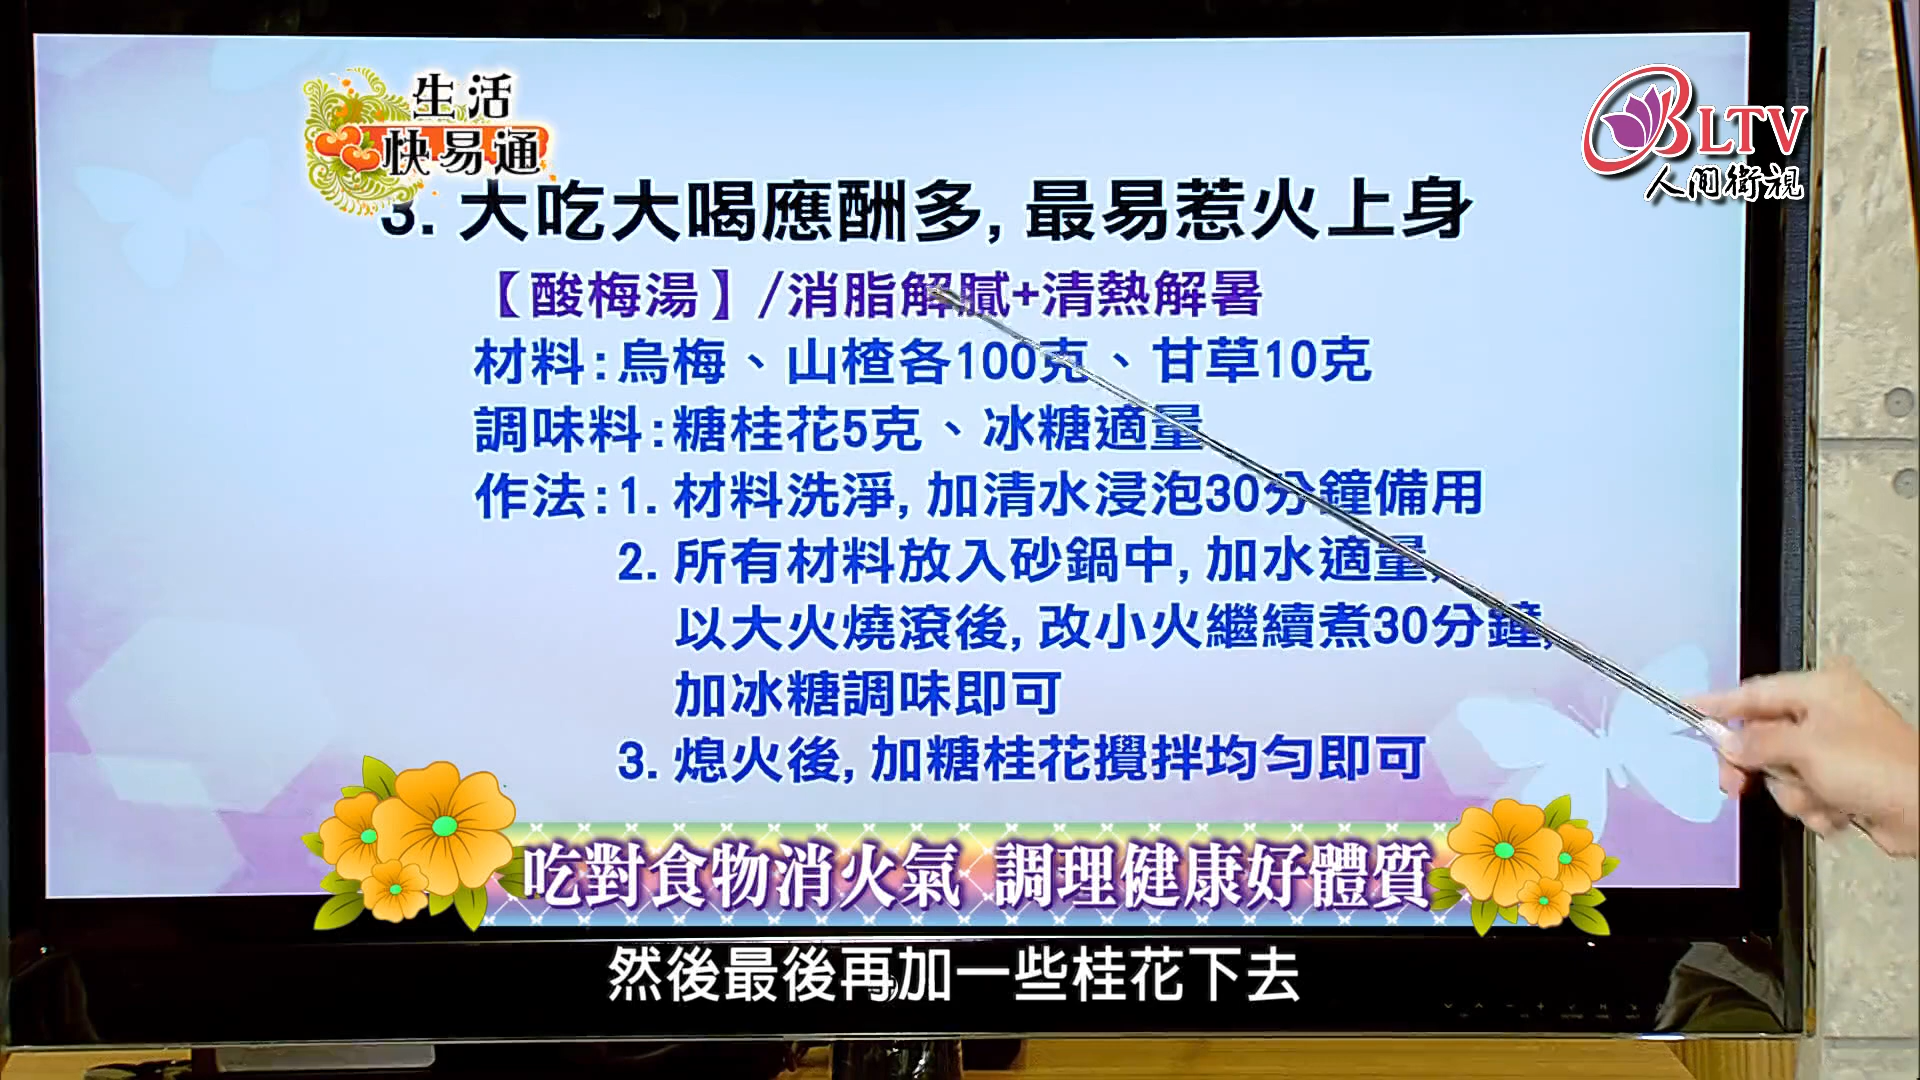 生活
快易通
BLTV
人間衛視
3.大吃大喝應酬多,最易惹火上身
【酸梅湯】/消脂解膩+清熱解暑
材料:烏梅、山楂各100克、甘草10克
調味料:糖桂花5克、冰糖適量
作法:1.材料洗淨,加清水浸泡30分鐘備用
2.所有材料放入砂鍋中,加水適量,
以大火燒滾後,改小火繼續煮30分鐘,
加冰糖調味即可
3.熄火後,加糖桂花攪拌均勻即可
吃對食物消火氣 調理健康好體質
然後最後再加一些桂花下去